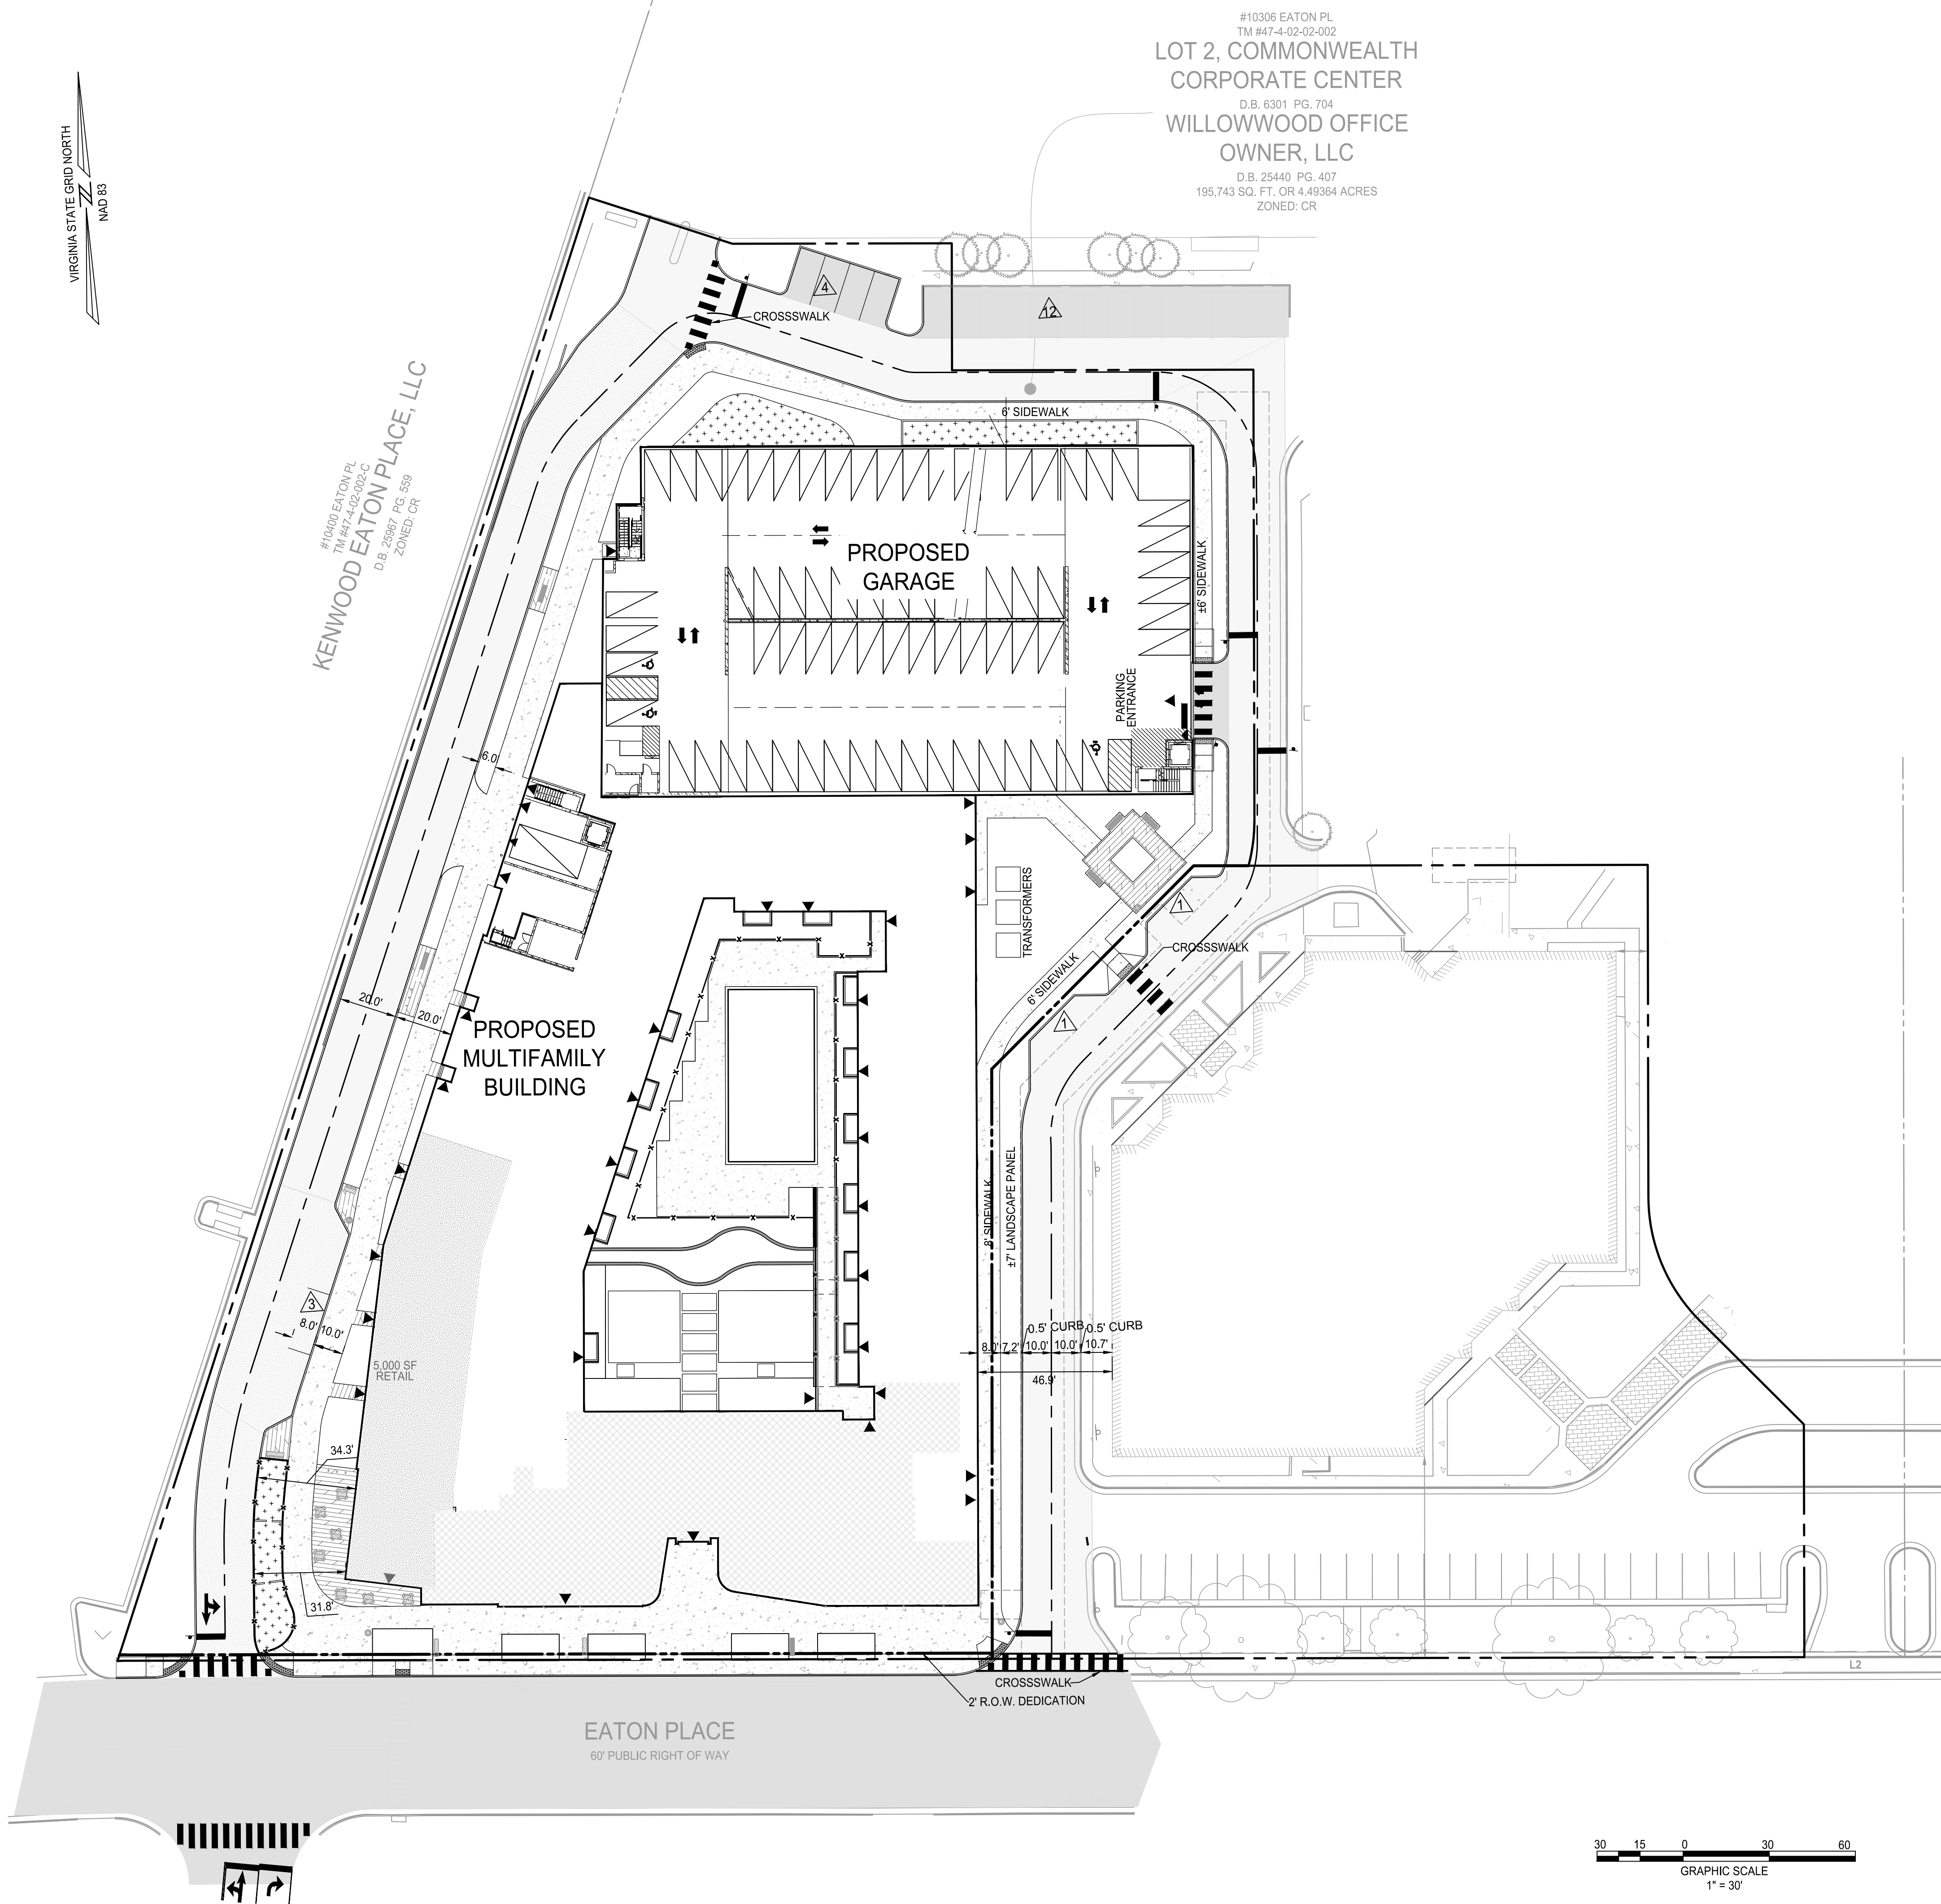 #10306 EATON PL
TM #47-4-02-02-002
LOT 2, COMMONWEALTH
CORPORATE CENTER
D.B. 6301 PG. 704
WILLOWWOOD OFFICE
OWNER, LLC
D.B. 25440 PG. 407
195,743 SQ. FT. OR 4.49364 ACRES
ZONED: CR
VIRGINIA STATE GRID NORTH
NAD 83
4
12
CROSSSWALK
6' SIDEWALK
#10400 EATON PL
TM #47-4-02-002-C
KENWOOD EATON PLACE, LLC
D.B. 25967 PG. 559
ZONED: CR
PROPOSED
GARAGE
±6' SIDEWALK
PARKING
ENTRANCE
6.0
TRANSFORMERS
1
CROSSSWALK
6' SIDEWALK
1
20.0'
20.0'
PROPOSED
MULTIFAMILY
BUILDING
8' SIDEWALK
±7' LANDSCAPE PANEL
3
8.0'
10.0'
0.5' CURB
0.5' CURB
8.0'
7.2'
10.0'
10.0'
10.7'
46.9'
5,000 SF
RETAIL
34.3'
31.8'
L2
CROSSSWALK
2' R.O.W. DEDICATION
EATON PLACE
60' PUBLIC RIGHT OF WAY
30 15 0 30 60
GRAPHIC SCALE
1" = 30'